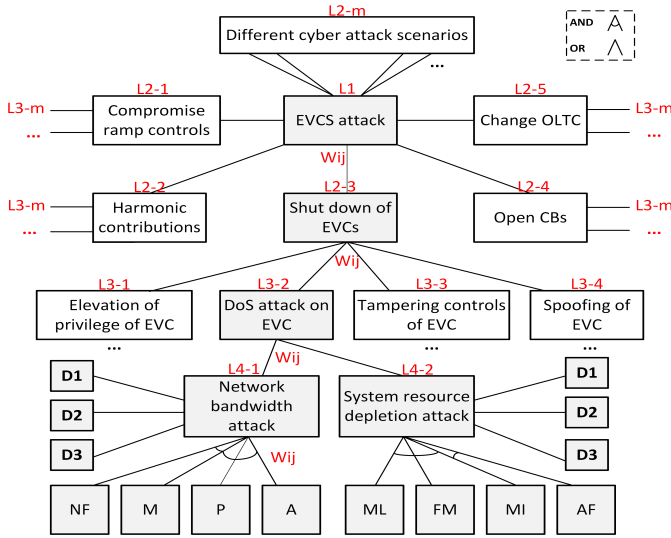 L2-m
Different cyber attack scenarios
...
AND
OR
L3-m
...
L2-1
Compromise
ramp controls
L1
EVCS attack
L2-5
Change OLTC
L3-m
...
Wij
L3-m
...
L2-2
Harmonic
contributions
L2-3
Shut down of
EVCs
L2-4
Open CBs
L3-m
...
Wij
L3-1
Elevation of
privilege of EVC
...
L3-2
DoS attack on
EVC
L3-3
Tampering controls
of EVC
...
L3-4
Spoofing of
EVC
...
Wij
D1
D2
D3
L4-1
Network
bandwidth
attack
L4-2
System resource
depletion attack
D1
D2
D3
Wij
NF
M
P
A
ML
FM
MI
AF